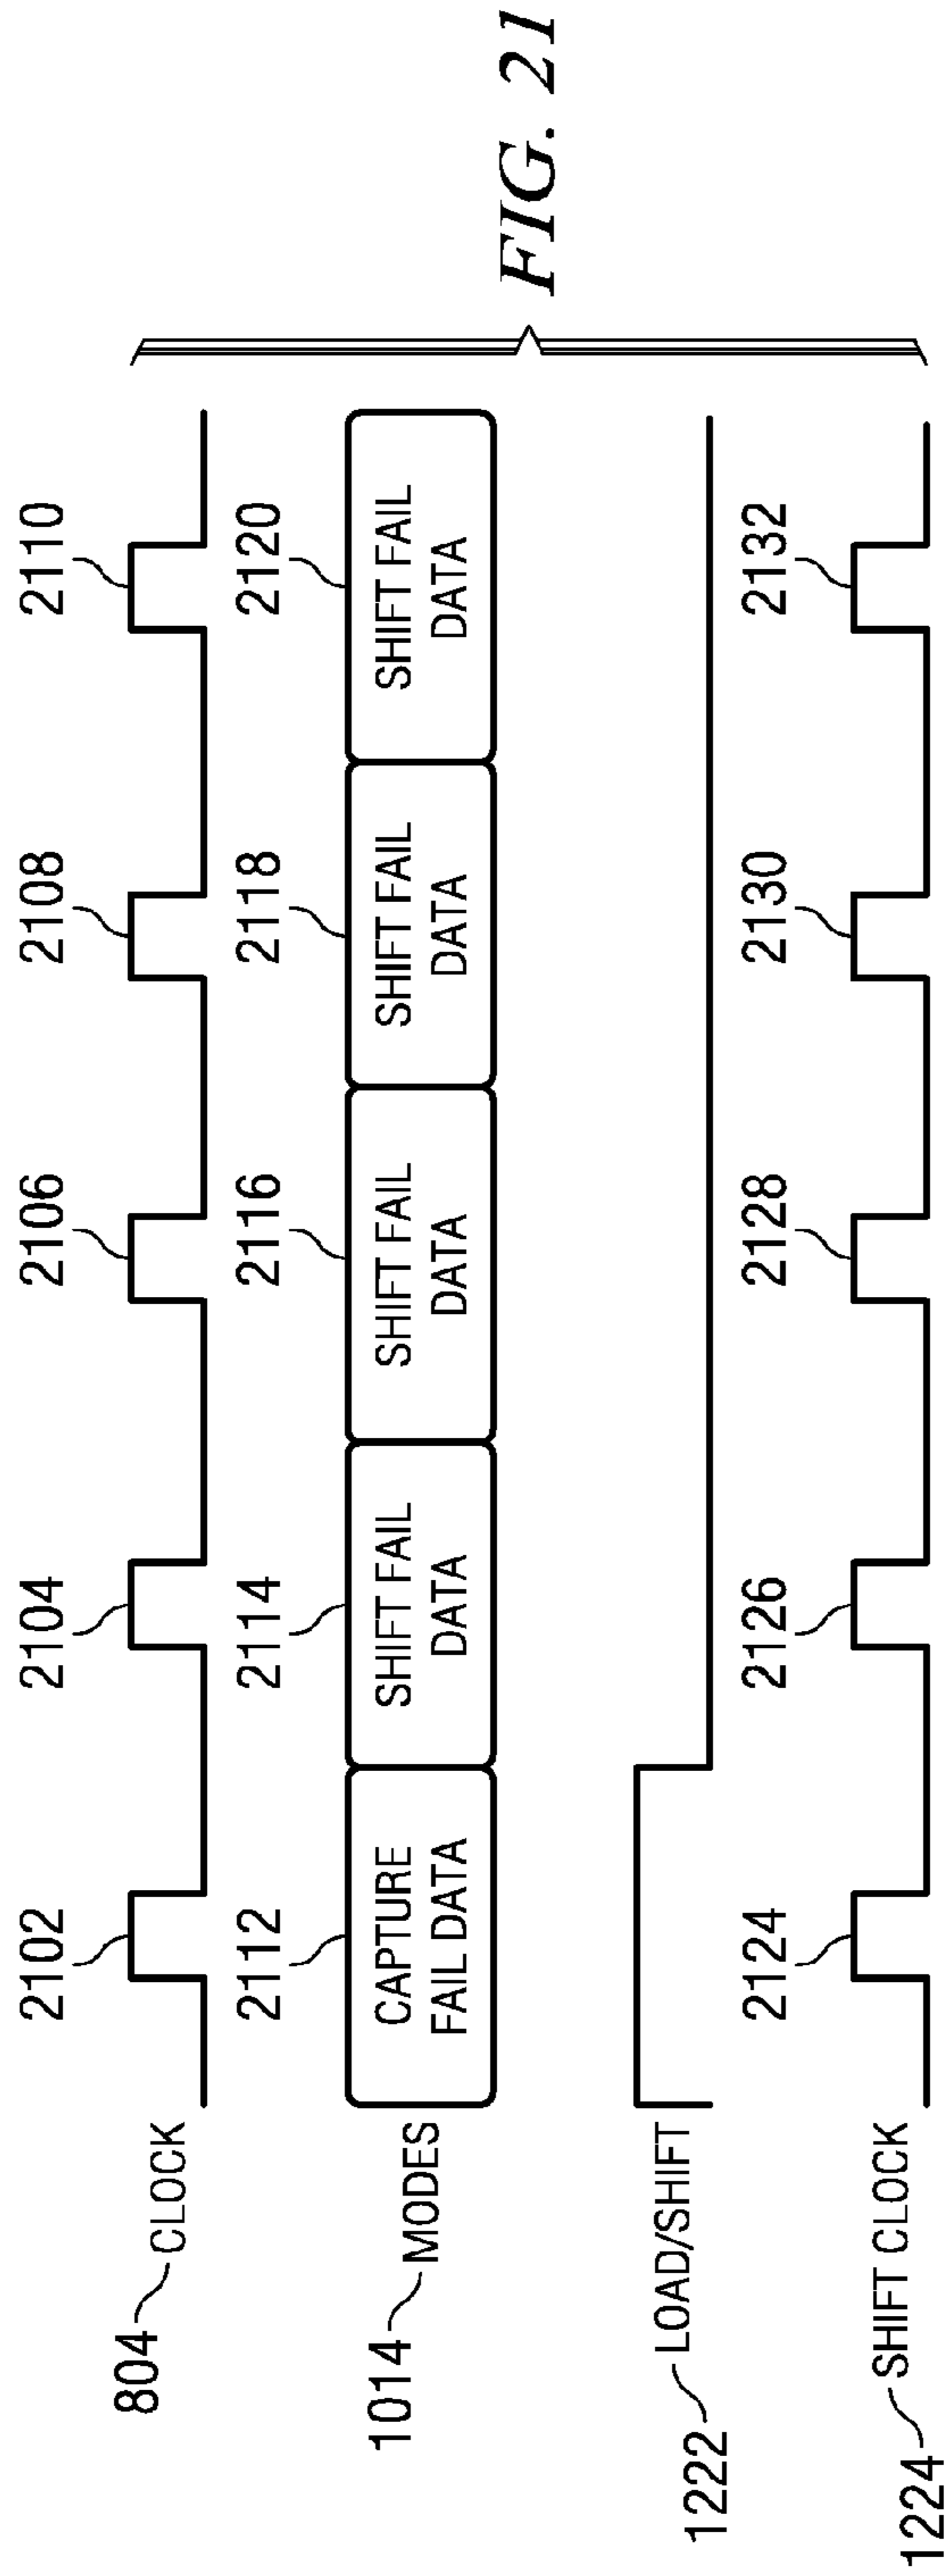 2102 2104 2106 2108 2110
804 CLOCK
2112 2114 2116 2118 2120
1014 MODES
CAPTURE FAIL DATA
SHIFT FAIL DATA
SHIFT FAIL DATA
SHIFT FAIL DATA
SHIFT FAIL DATA
1222 LOAD/SHIFT
2124 2126 2128 2130 2132
1224 SHIFT CLOCK
FIG. 21